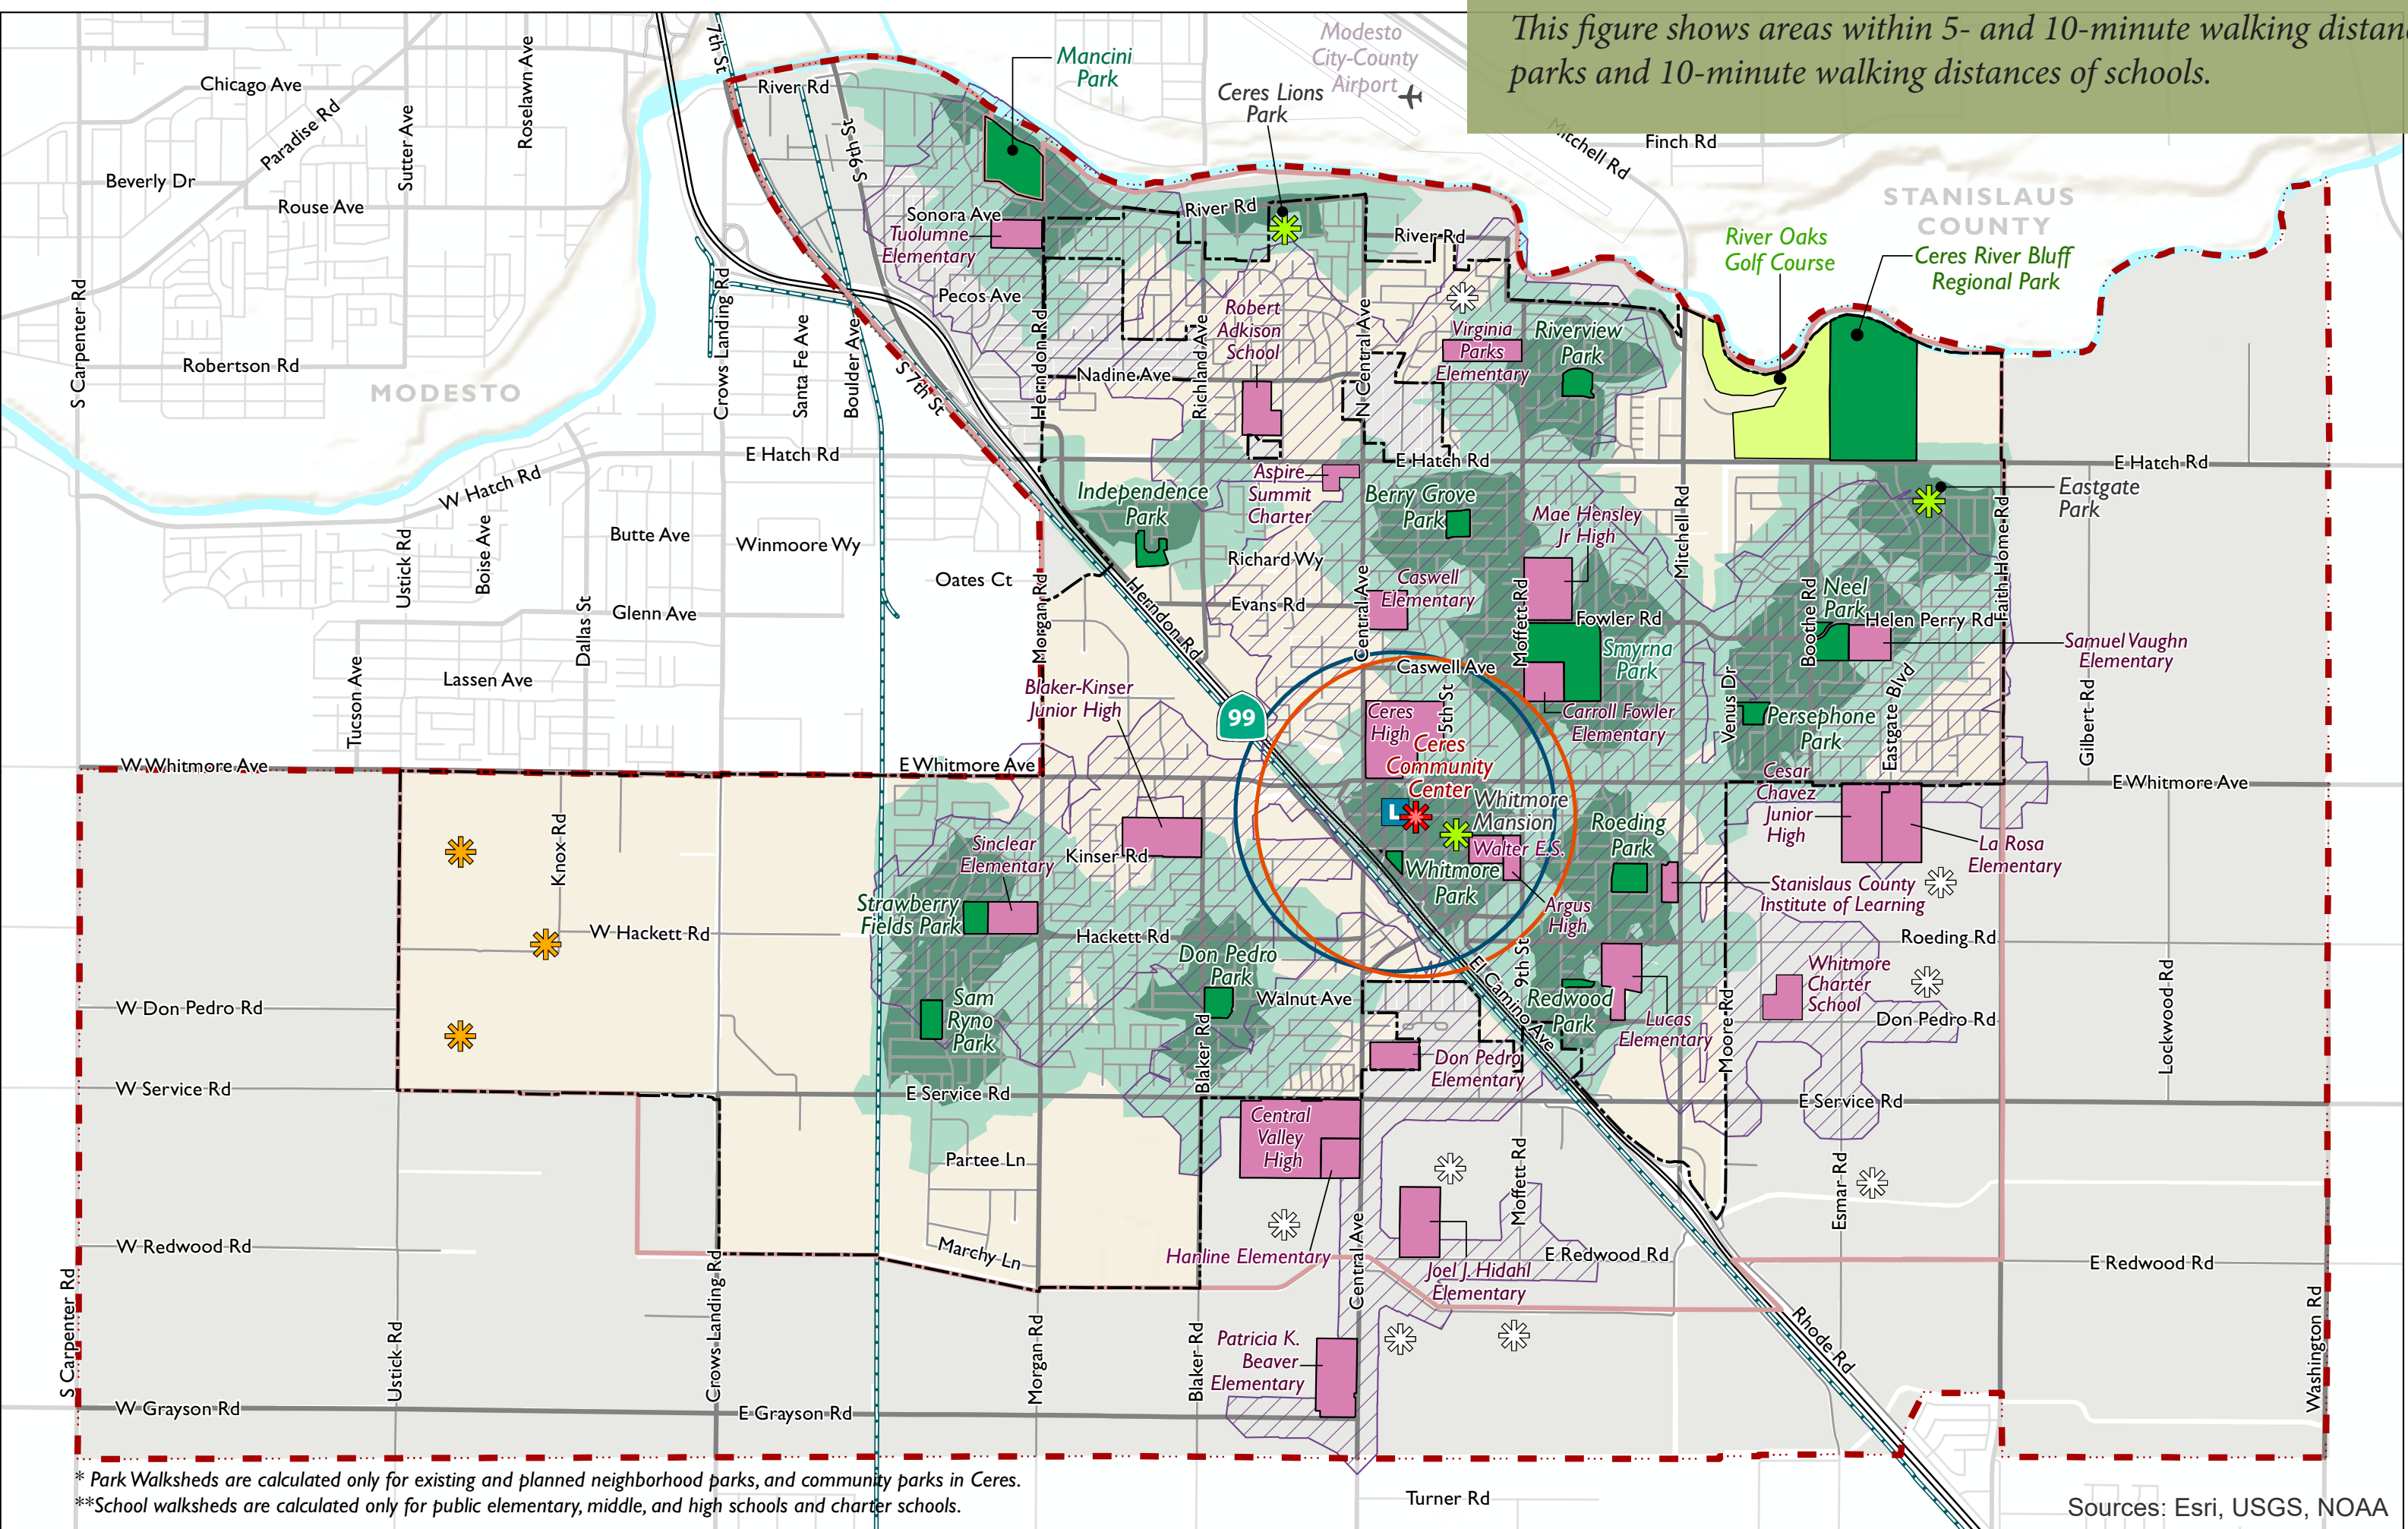 This figure shows areas within 5- and 10-minute walking
parks and 10-minute walking distances of schools.
7th St
Modesto
City-County
Airport
Mancini
Park
Ceres Lions
Park
Chicago Ave
Paradise Rd
Sutter Ave
Roselawn Ave
River Rd
S 9th St
Mitchell Rd
Finch Rd
Beverly Dr
Rouse Ave
STANISLAUS
COUNTY
Sonora Ave
Tuolumne
Elementary
River Rd
River Rd
River Oaks
Golf Course
Ceres River Bluff
Regional Park
S Carpenter Rd
Crows Landing Rd
Santa Fe Ave
Boulder Ave
Pecos Ave
Herndon Rd
Richland Ave
Robert
Adkison
School
N Central Ave
Virginia
Parks
Elementary
Riverview
Park
Robertson Rd
MODESTO
S 7th St
Nadine Ave
E Hatch Rd
E Hatch Rd
E Hatch Rd
W Hatch Rd
Aspire
Summit
Charter
Independence
Park
Berry Grove
Park
Mae Hensley
Jr High
Mitchell Rd
Eastgate
Park
Faith Home Rd
Ustick Rd
Boise Ave
Butte Ave
Winmoore Wy
Oates Ct
Richard Wy
Caswell
Elementary
Neel
Park
Helen Perry Rd
Boothe Rd
Dallas St
Glenn Ave
Morgan Rd
Herndon Rd
Evans Rd
Central Ave
Moffett Rd
Fowler Rd
Smyrna
Park
Samuel Vaughn
Elementary
Tucson Ave
Lassen Ave
Blaker-Kinser
Junior High
99
Caswell Ave
5th St
Ceres
High
Carroll Fowler
Elementary
Venus Dr
Persephone
Park
Eastgate Blvd
Gilbert Rd
W Whitmore Ave
E Whitmore Ave
E Whitmore Ave
Ceres
Community
Center
L
Whitmore
Mansion
Walter E.S.
Whitmore
Park
Argus
High
Roeding
Park
Cesar
Chavez
Junior
High
La Rosa
Elementary
Stanislaus County
Institute of Learning
Knox Rd
Sinclear
Elementary
Kinser Rd
Strawberry
Fields Park
W Hackett Rd
Hackett Rd
Don Pedro
Park
Roeding Rd
Whitmore
Charter
School
W Don Pedro Rd
Sam
Ryno
Park
Walnut Ave
El Camino Ave
9th St
Redwood
Park
Lucas
Elementary
Moore Rd
Don Pedro Rd
Lockwood Rd
Blaker Rd
Don Pedro
Elementary
W Service Rd
E Service Rd
E Service Rd
Central
Valley
High
Partee Ln
Moffett Rd
Esmar Rd
W Redwood Rd
Marchy Ln
Hanline Elementary
Central Ave
Joel J. Hidahl
Elementary
E Redwood Rd
E Redwood Rd
S Carpenter Rd
Ustick Rd
Crows Landing Rd
Morgan Rd
Blaker Rd
Patricia K.
Beaver
Elementary
Rhode Rd
Washington Rd
W Grayson Rd
E Grayson Rd
* Park Walksheds are calculated only for existing and planned neighborhood parks, and community parks in Ceres.
**School walksheds are calculated only for public elementary, middle, and high schools and charter schools.
Turner Rd
Sources: Esri, USGS, NOAA